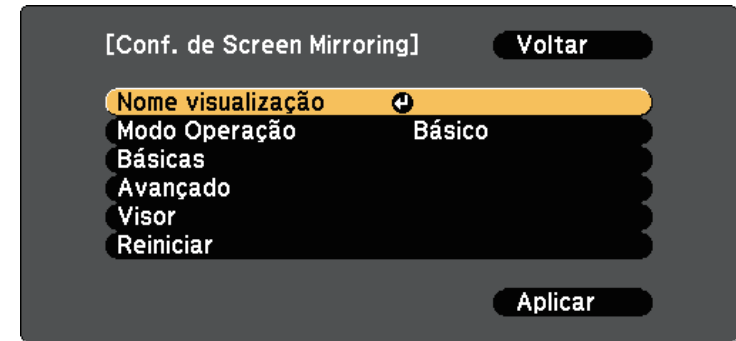 [Conf. de Screen Mirroring] Voltar
Nome visualização
Modo Operação Básico
Básicas
Avançado
Visor
Reiniciar
Aplicar